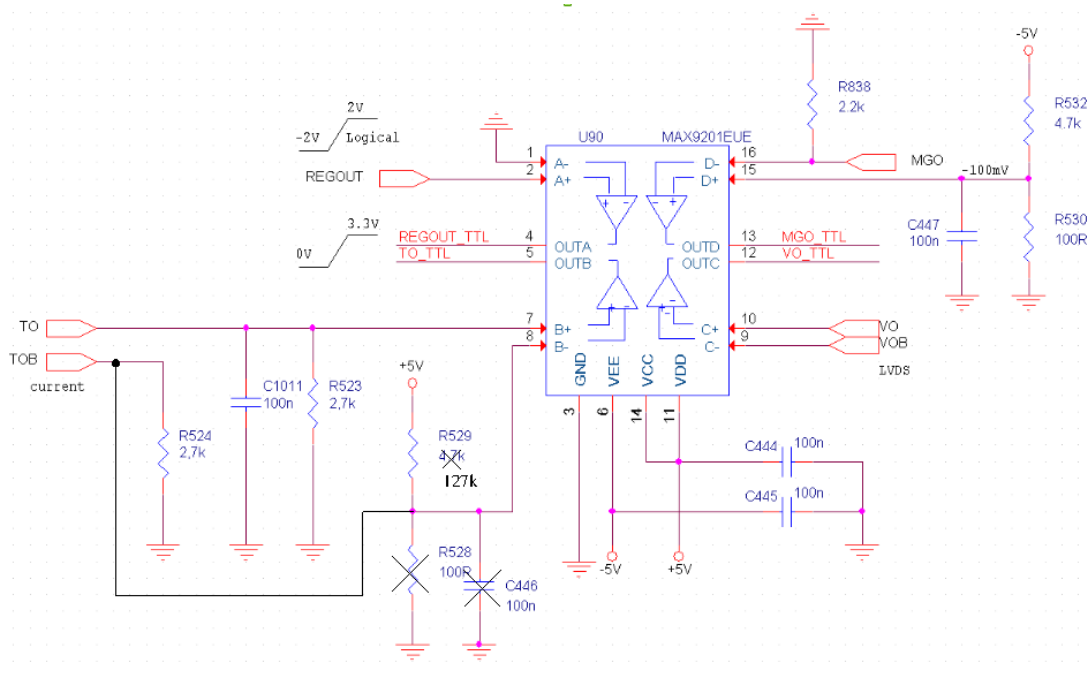 -5V
R838
2.2k
R532
4.7k
2V
-2V
Logical
U90
MAX9201EUE
1
A-
D-
16
MGO
REGOUT
2
A+
D+
15
-100mV
C447
100n
R530
100R
3.3V
0V
REGOUT_TTL
4
OUTA
OUTD
13
MGO_TTL
TO_TTL
5
OUTB
OUTC
12
VO_TTL
+
-
-
+
+
-
+
-
TO
7
B+
C+
10
VO
TOB
8
B-
C-
9
VOB
current
LVDS
GND
VEE
VCC
VDD
3
6
14
11
+5V
C1011
100n
R523
2,7k
R524
2,7k
R529
4.7k
127k
C444
100n
C445
100n
R528
100R
C446
100n
-5V
+5V